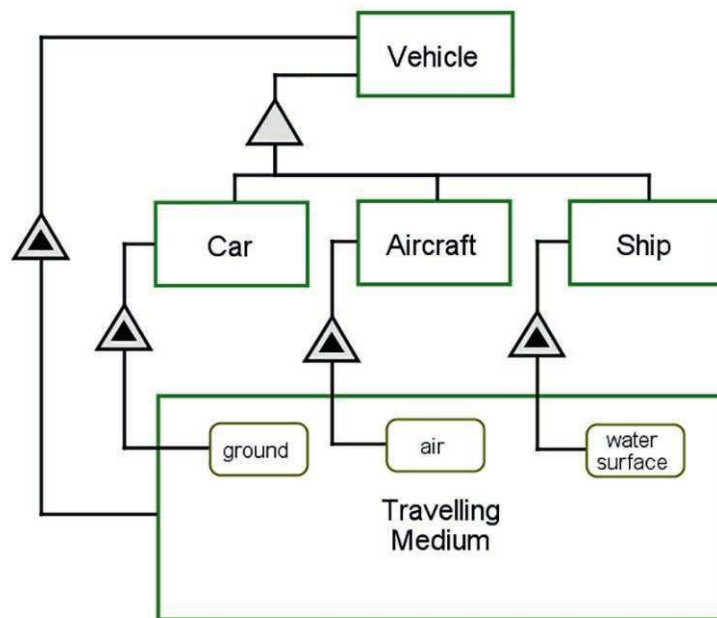 Vehicle
Car
Aircraft
Ship
ground
air
water
surface
Travelling
Medium